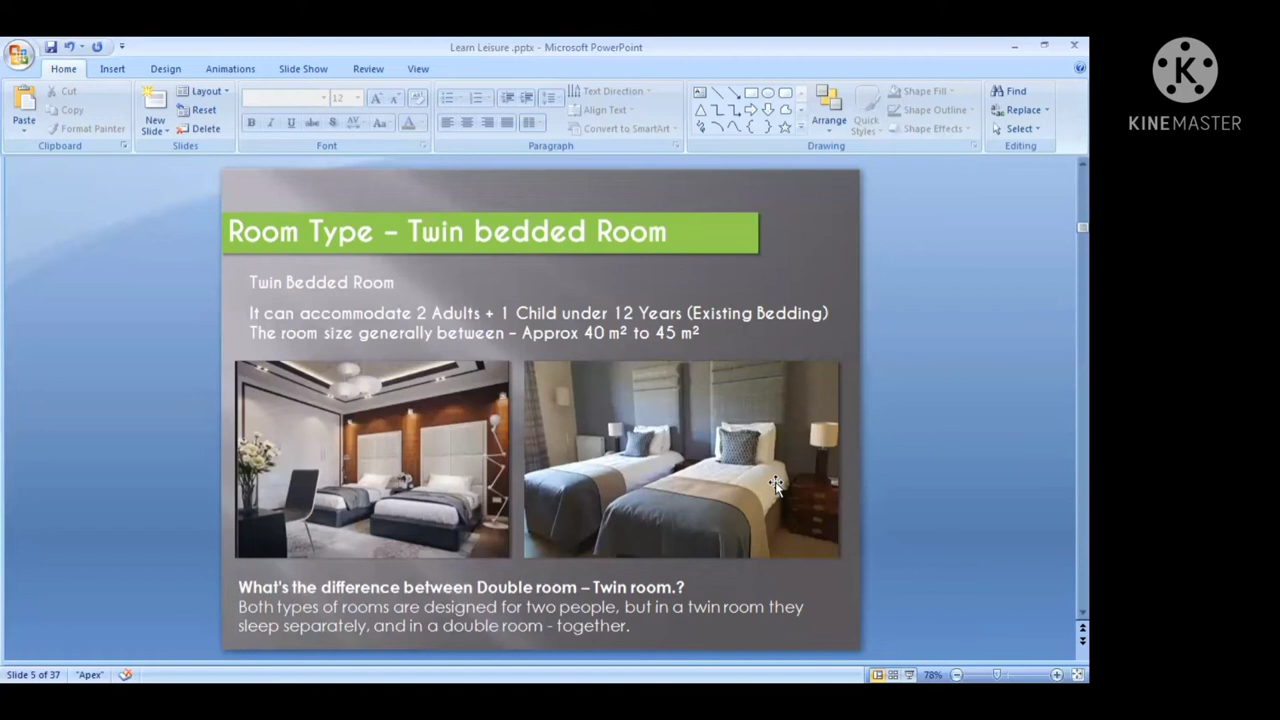 Learn Leisure .pptx - Microsoft PowerPoint
Home Insert Design Animations Slide Show Review View
Paste
Cut
Copy
Format Painter
Clipboard
New Slide
Layout
Reset
Delete
Slides
12
B I U abc S AV Aa A
Font
Text Direction
Align Text
Convert to SmartArt
Paragraph
Arrange
Quick Styles
Shape Fill
Shape Outline
Shape Effects
Drawing
Find
Replace
Select
Editing
K
KINEMASTER
Room Type – Twin bedded Room
Twin Bedded Room
It can accommodate 2 Adults + 1 Child under 12 Years (Existing Bedding)
The room size generally between – Approx 40 m² to 45 m²
What's the difference between Double room – Twin room.?
Both types of rooms are designed for two people, but in a twin room they
sleep separately, and in a double room - together.
Slide 5 of 37 "Apex" 78%